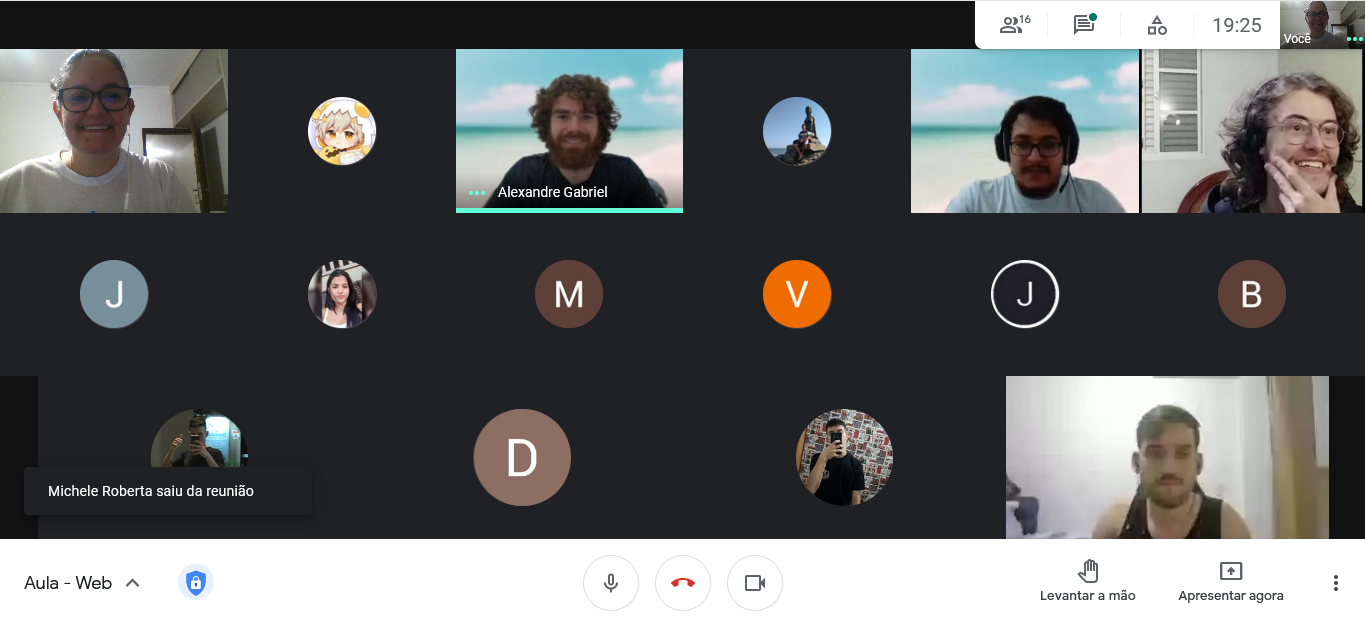 16
19:25
Você
Alexandre Gabriel
J
M
V
J
B
D
Michele Roberta saiu da reunião
Aula - Web
Levantar a mão
Apresentar agora